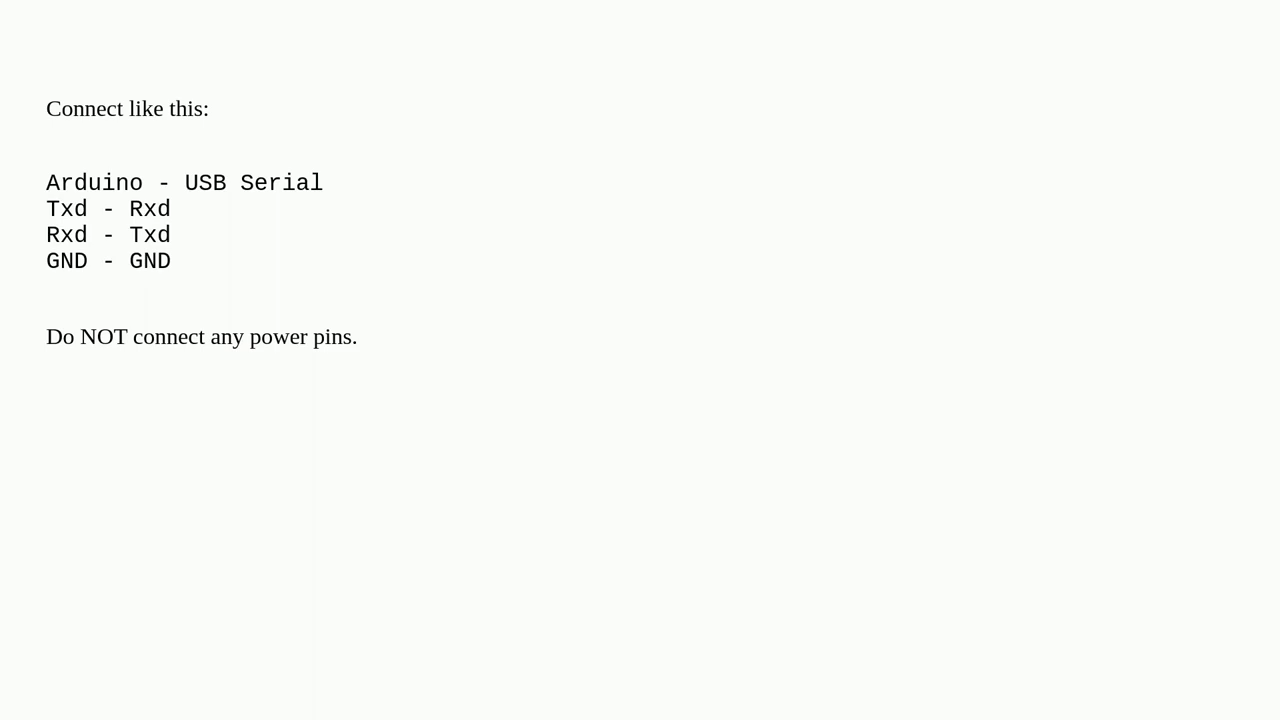 Connect like this:
Arduino - USB Serial
Txd - Rxd
Rxd - Txd
GND - GND
Do NOT connect any power pins.